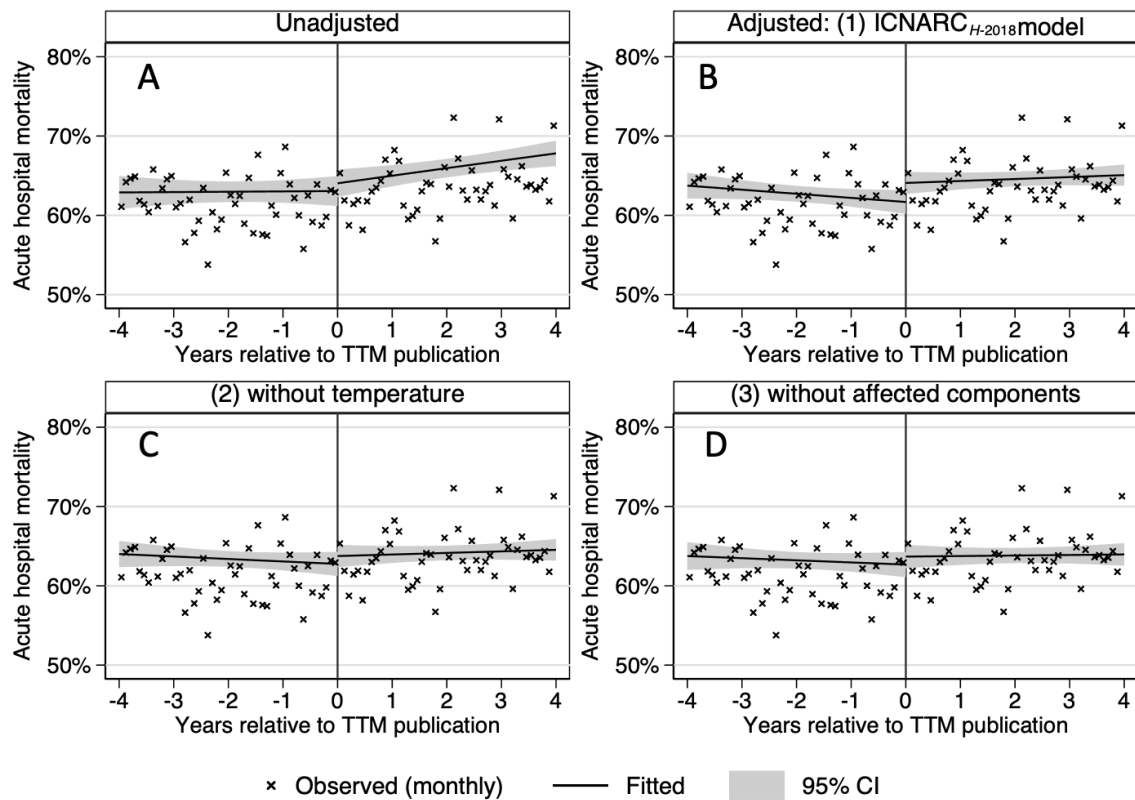 Unadjusted
A
Acute hospital mortality
80%
70%
60%
50%
-4 -3 -2 -1 0 1 2 3 4
Years relative to TTM publication
Adjusted: (1) ICNARC H-2018 model
B
Acute hospital mortality
80%
70%
60%
50%
-4 -3 -2 -1 0 1 2 3 4
Years relative to TTM publication
(2) without temperature
C
Acute hospital mortality
80%
70%
60%
50%
-4 -3 -2 -1 0 1 2 3 4
Years relative to TTM publication
(3) without affected components
D
Acute hospital mortality
80%
70%
60%
50%
-4 -3 -2 -1 0 1 2 3 4
Years relative to TTM publication
× Observed (monthly) Fitted 95% CI